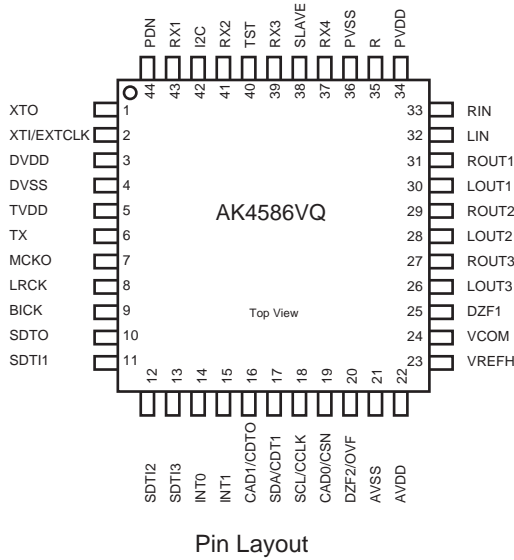 PDN
RX1
I2C
RX2
TST
RX3
SLAVE
RX4
PVSS
R
PVDD
44
43
42
41
40
39
38
37
36
35
34
XTO 1
XTI/EXTCLK 2
DVDD 3
DVSS 4
TVDD 5
TX 6
MCKO 7
LRCK 8
BICK 9
SDTO 10
SDTI1 11
AK4586VQ
Top View
33 RIN
32 LIN
31 ROUT1
30 LOUT1
29 ROUT2
28 LOUT2
27 ROUT3
26 LOUT3
25 DZF1
24 VCOM
23 VREFH
12
13
14
15
16
17
18
19
20
21
22
SDTI2
SDTI3
INT0
INT1
CAD1/CDTO
SDA/CDT1
SCL/CCLK
CAD0/CSN
DZF2/OVF
AVSS
AVDD
Pin Layout